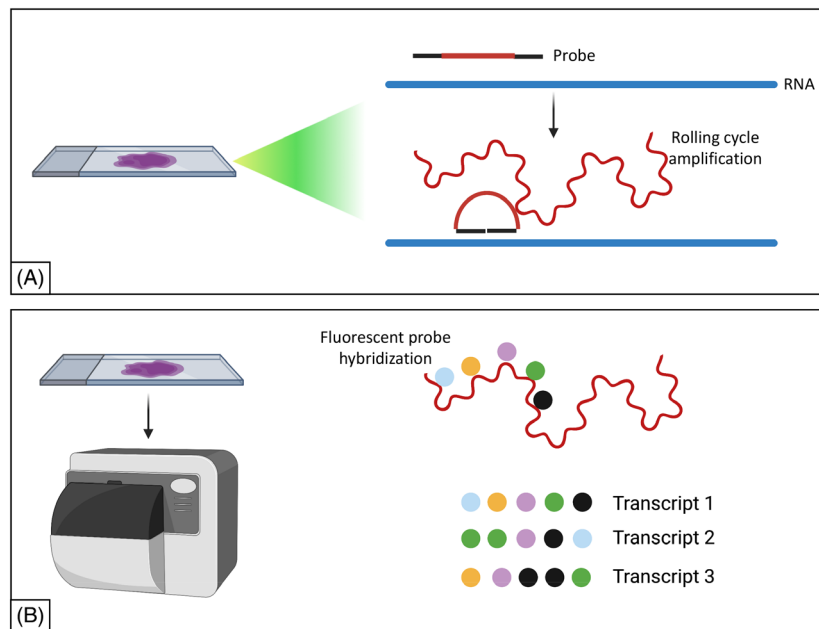 Probe
RNA
Rolling cycle
amplification
(A)
Fluorescent probe
hybridization
Transcript 1
Transcript 2
Transcript 3
(B)